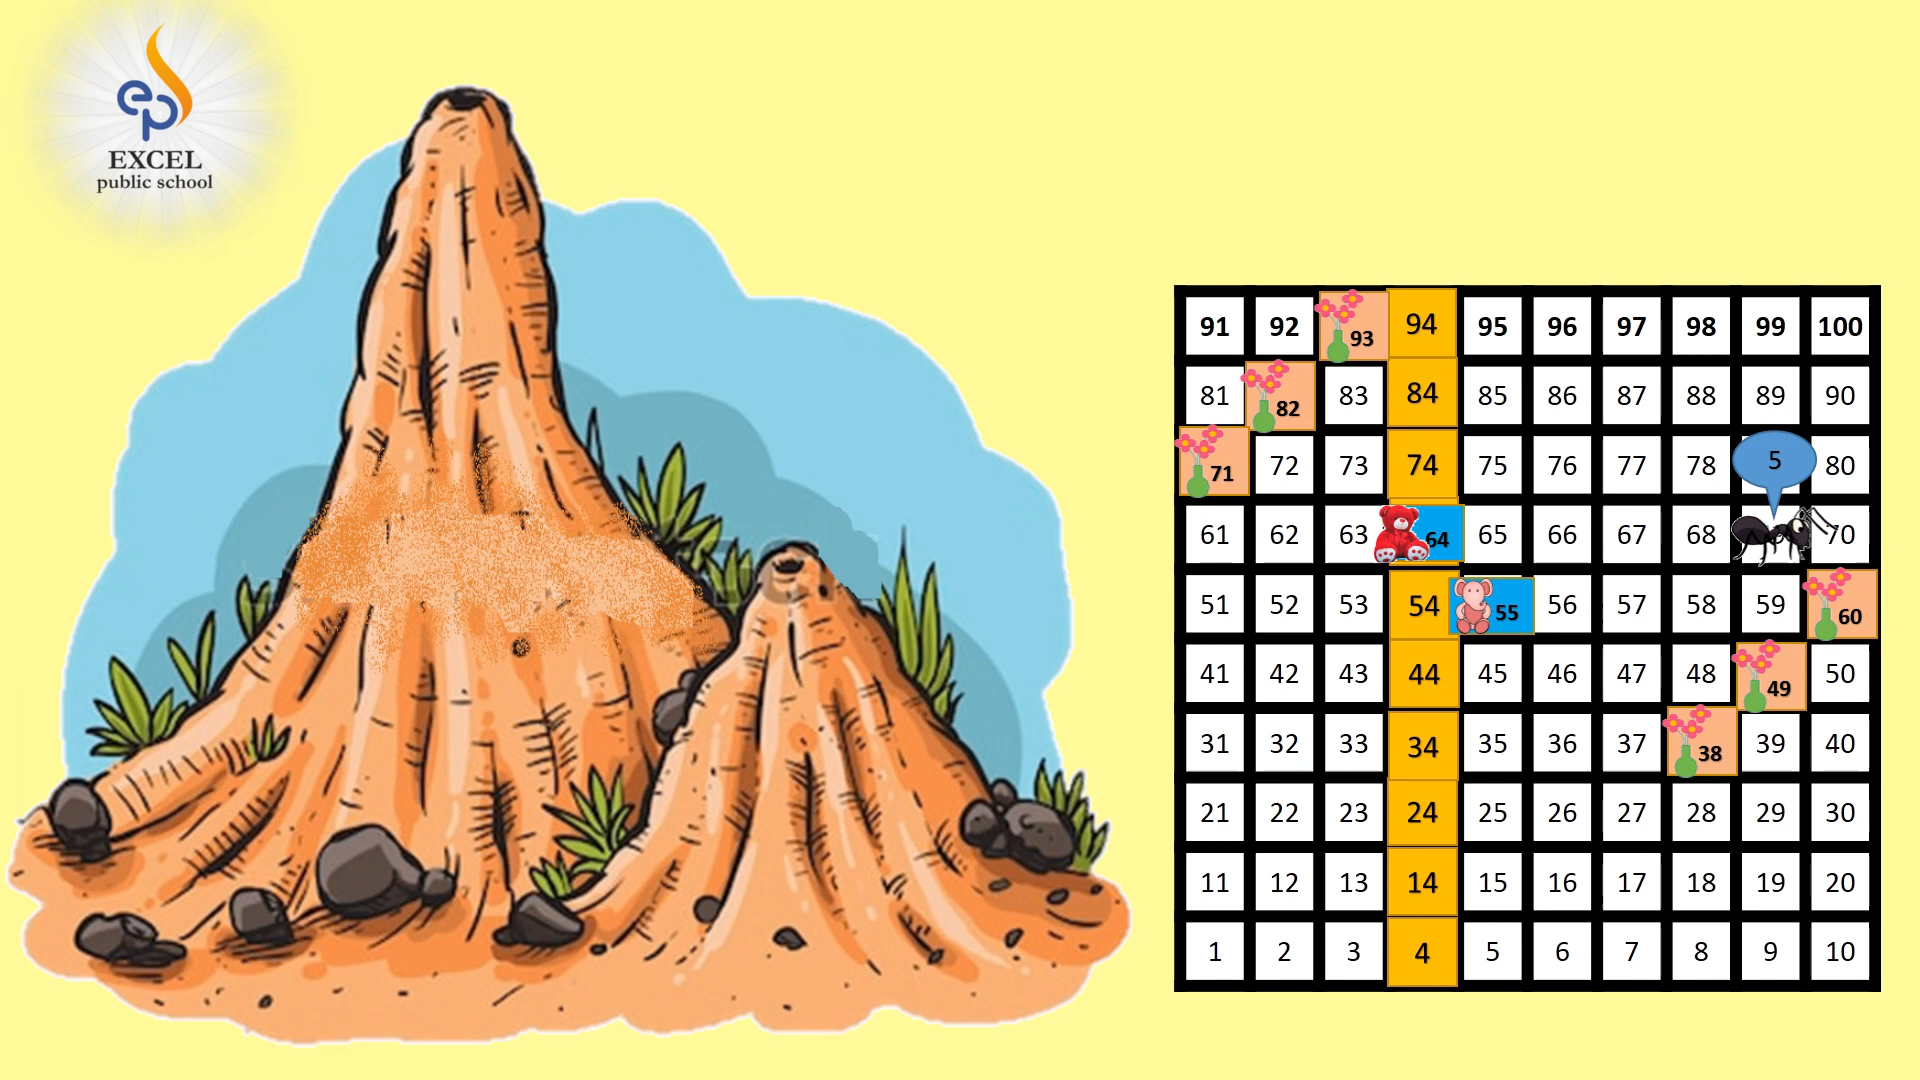 EXCEL
public school
91 92 93 94 95 96 97 98 99 100
81 82 83 84 85 86 87 88 89 90
71 72 73 74 75 76 77 78 5 80
61 62 63 64 65 66 67 68 70
51 52 53 54 55 56 57 58 59 60
41 42 43 44 45 46 47 48 49 50
31 32 33 34 35 36 37 38 39 40
21 22 23 24 25 26 27 28 29 30
11 12 13 14 15 16 17 18 19 20
1 2 3 4 5 6 7 8 9 10